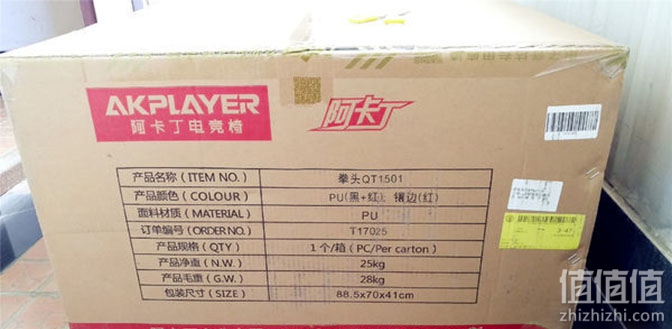 AKPLAYER
阿卡丁电竞椅
阿卡丁
产品名称（ITEM NO.） 拳头QT1501
产品颜色（COLOUR） PU(黑+红)；镶边(红)
面料材质（MATERIAL） PU
订单编号（ORDER NO.） T17025
产品规格（QTY） 1个/箱（PC/Per carton）
产品净重（N.W.） 25kg
产品毛重（G.W.） 28kg
包装尺寸（SIZE） 88.5x70x41cm
值值值
zhizhizhi.com